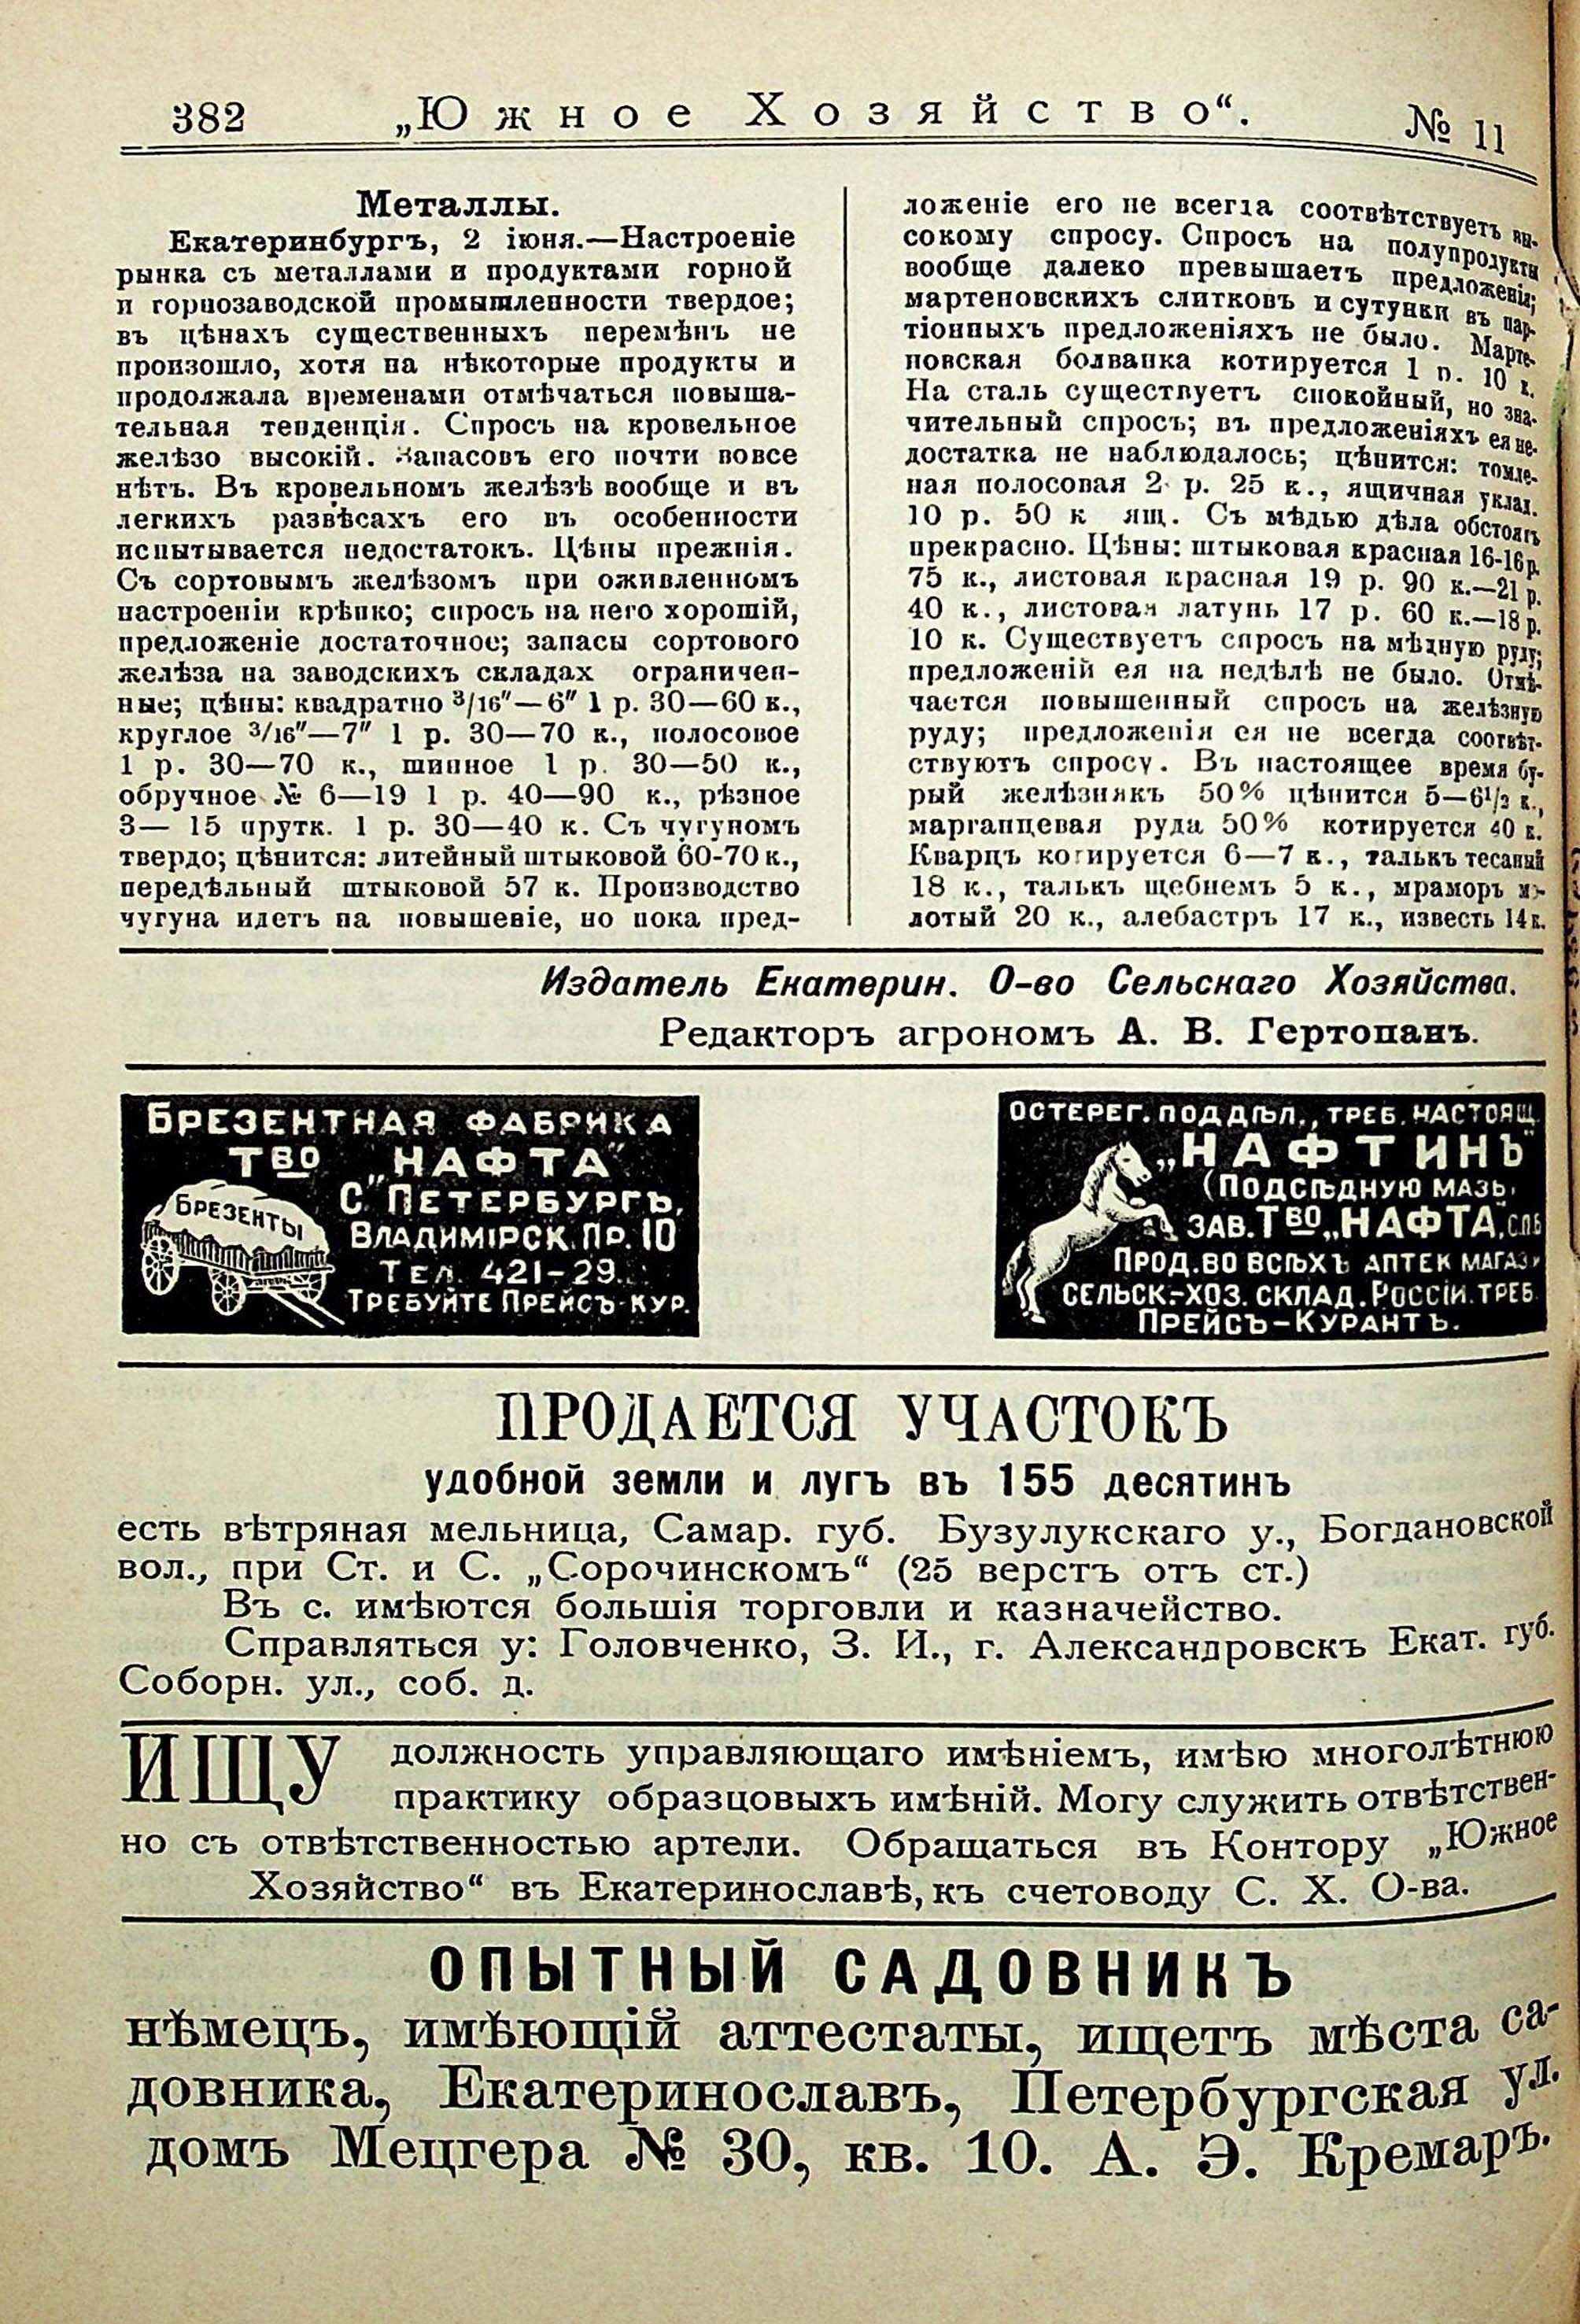 382
„Южное Хозяйство“.
№ 11
Металлы.
Екатеринбургъ, 2 іюня.—Настроеніе
рынка съ металлами и продуктами горной
и горнозаводской промышленности твердое;
въ цѣнахъ существенныхъ перемѣнъ не
произошло, хотя на нѣкоторые продукты и
продолжала временами отмѣчаться повыша-
тельная тенденція. Спросъ на кровельное
желѣзо высокій. Запасовъ его почти вовсе
нѣтъ. Въ кровельномъ желѣзѣ вообще и въ
легкихъ развѣсахъ его въ особенности
испытывается недостатокъ. Цѣны прежнія.
Съ сортовымъ желѣзомъ при оживленномъ
настроеніи крѣпко; спросъ на него хорошій,
предложеніе достаточное; запасы сортового
желѣза на заводскихъ складах ограничен-
ные; цѣны: квадратно 3/16"—6" 1 р. 30—60 к.,
круглое 3/16"—7" 1 р. 30—70 к., полосовое
1 р. 30—70 к., шинное 1 р. 30—50 к.,
обручное № 6—19 1 р. 40—90 к., рѣзное
3— 15 прутк. 1 р. 30—40 к. Съ чугуномъ
твердо; цѣнится: литейный штыковой 60-70 к.,
передѣльный штыковой 57 к. Производство
чугуна идетъ на повышеніе, но пока пред-
ложеніе его не всегда соотвѣтствуетъ вы-
сокому спросу. Спросъ на полупродукты
вообще далеко превышаетъ предложенія;
мартеновскихъ слитковъ и сутунки въ пар-
тіонныхъ предложеніяхъ не было. Марте-
новская болванка котируется 1 р. 10 к.
На сталь существуетъ спокойный, но зна-
чительный спросъ; въ предложеніяхъ ея не-
достатка не наблюдалось; цѣнится: томле-
ная полосовая 2 р. 25 к., ящичная уклад.
10 р. 50 к ящ. Съ мѣдью дѣла обстоятъ
прекрасно. Цѣны: штыковая красная 16-16 р.
75 к., листовая красная 19 р. 90 к.—21 р.
40 к., листовая латунь 17 р. 60 к.—18 р.
10 к. Существуетъ спросъ на мѣдную руду;
предложеній ея на недѣлѣ не было. Отмѣ-
чается повышенный спросъ на желѣзную
руду; предложенія ея не всегда соотвѣт-
ствуютъ спросу. Въ настоящее время бу-
рый желѣзнякъ 50% цѣнится 5—6½ к.,
марганцевая руда 50% котируется 40 к.
Кварцъ котируется 6—7 к., талькъ тесаный
18 к., талькъ щебнемъ 5 к., мраморъ мо-
лотый 20 к., алебастръ 17 к., известь 14 к.
Издатель Екатерин. О-во Сельскаго Хозяйства.
Редакторъ агрономъ А. В. Гертопанъ.
Брезентная фабрика
Тво „НАФТА“
С. Петербургъ,
Владимірск. Пр. 10
Тел. 421-29.
Требуйте Прейсъ-Кур.
Брезенты
Остерег. поддѣл., треб. настоящ.
„НАФТИНЪ“
(Подсѣдную мазь,
зав. Тво „НАФТА“, С.П.Б
Прод. во всѣхъ аптек магаз.
сельск.-хоз. склад. Россіи. Треб.
Прейсъ-Курантъ.
ПРОДАЕТСЯ УЧАСТОКЪ
удобной земли и лугъ въ 155 десятинъ
есть вѣтряная мельница, Самар. губ. Бузулукскаго у., Богдановской
вол., при Ст. и С. „Сорочинскомъ“ (25 верстъ отъ ст.)
Въ с. имѣются большія торговли и казначейство.
Справляться у: Головченко, З. И., г. Александровскъ Екат. губ.
Соборн. ул., соб. д.
ИЩУ должность управляющаго имѣніемъ, имѣю многолѣтнюю
практику образцовыхъ имѣній. Могу служить отвѣтствен-
но съ отвѣтственностью артели. Обращаться въ Контору „Южное
Хозяйство“ въ Екатеринославѣ, къ счетоводу С. Х. О-ва.
ОПЫТНЫЙ САДОВНИКЪ
нѣмецъ, имѣющій аттестаты, ищетъ мѣста са-
довника, Екатеринославъ, Петербургская ул.
домъ Мецгера № 30, кв. 10. А. Э. Кремаръ.